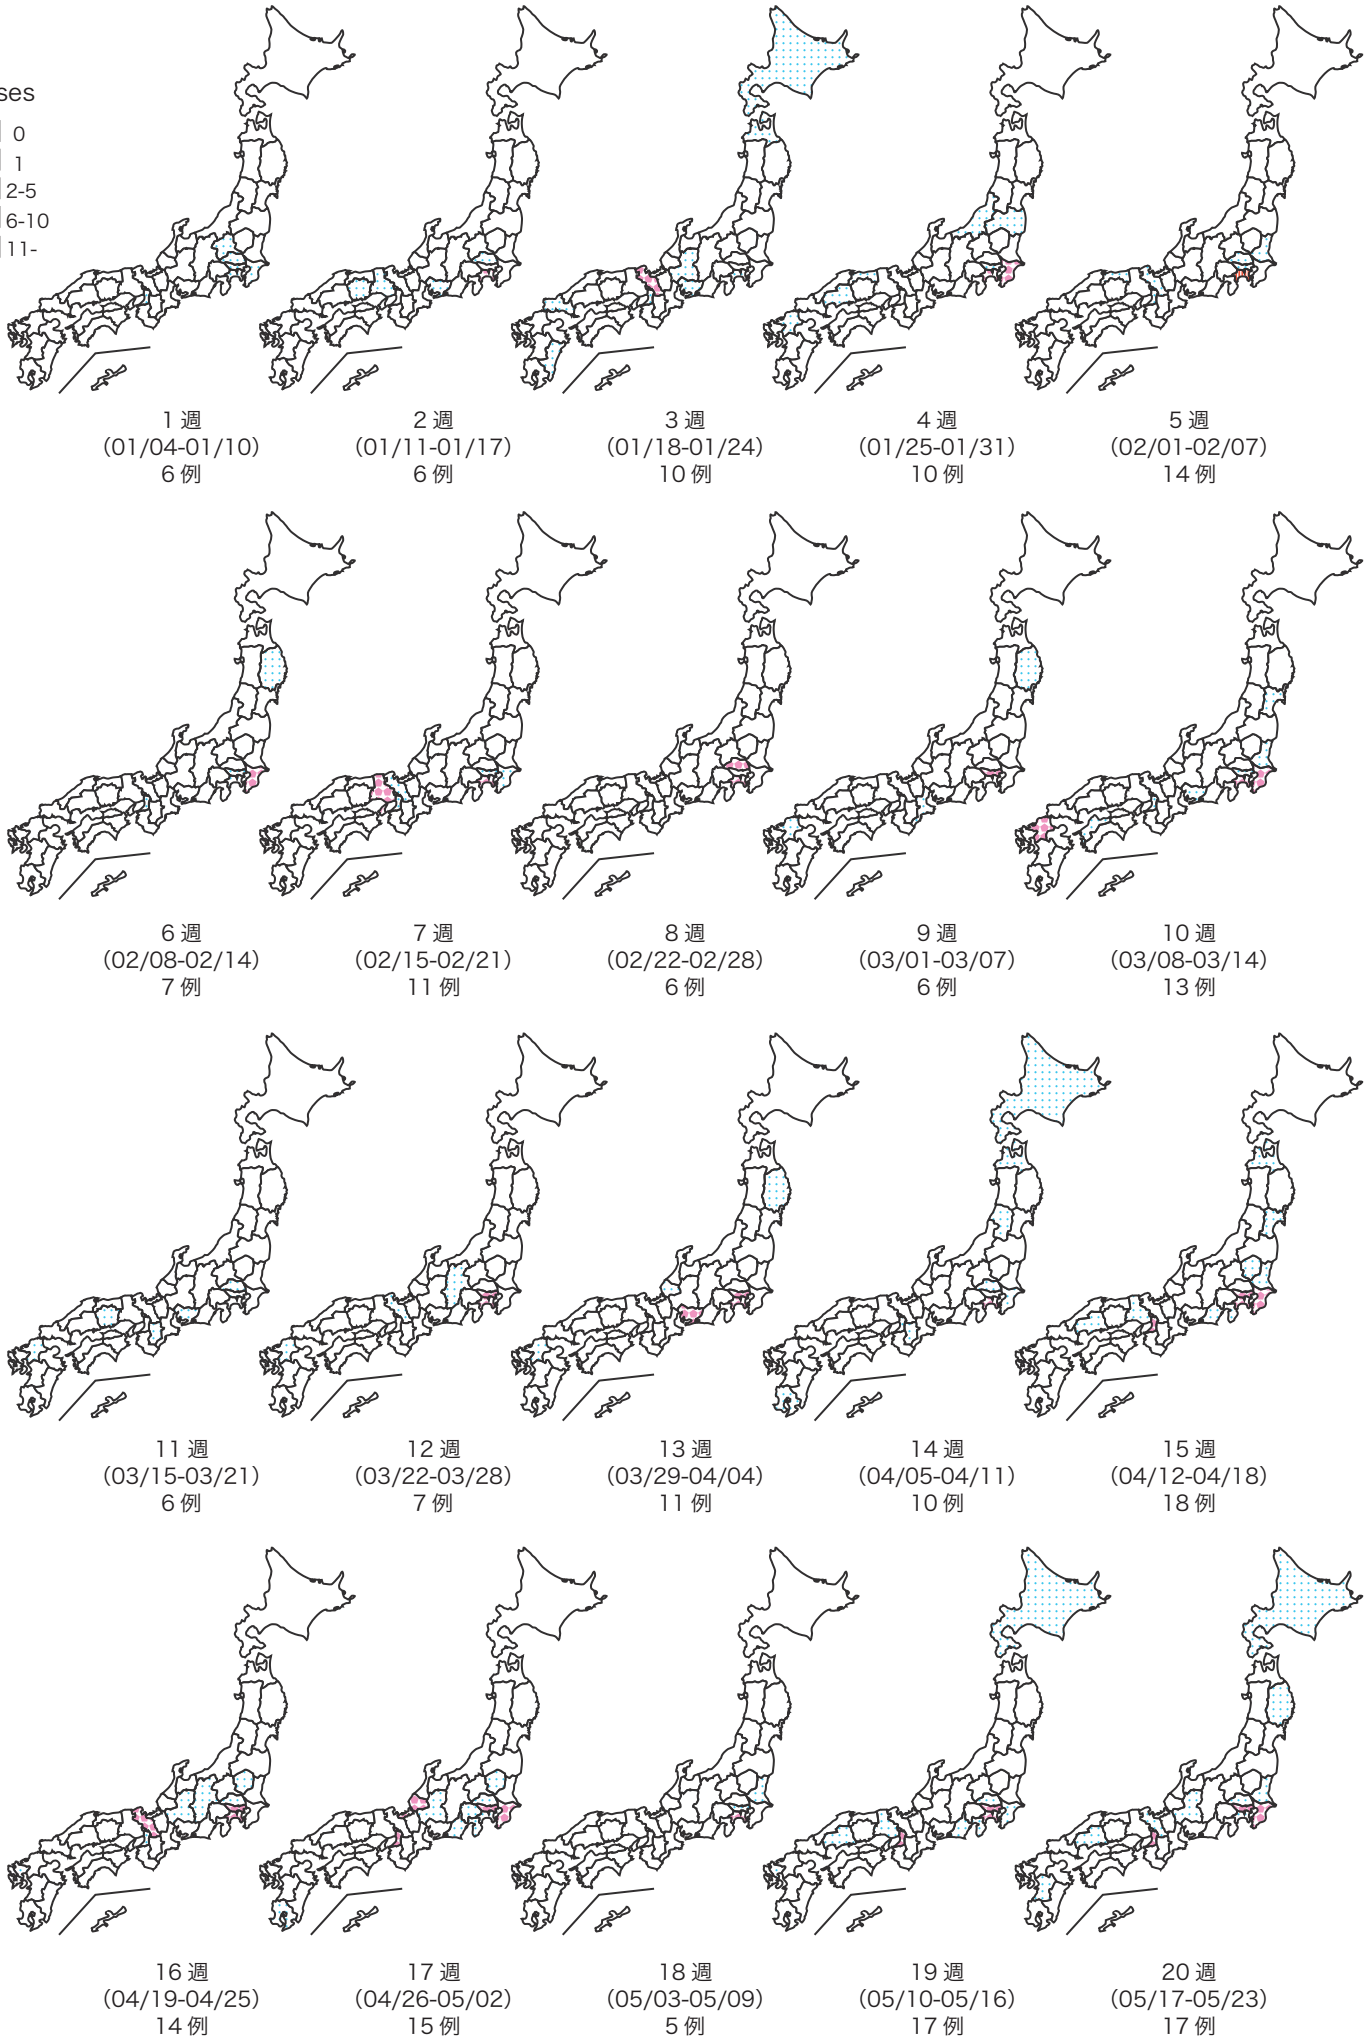 ses
0
1
2-5
6-10
11-
1 週
(01/04-01/10)
6 例
2 週
(01/11-01/17)
6 例
3 週
(01/18-01/24)
10 例
4 週
(01/25-01/31)
10 例
5 週
(02/01-02/07)
14 例
6 週
(02/08-02/14)
7 例
7 週
(02/15-02/21)
11 例
8 週
(02/22-02/28)
6 例
9 週
(03/01-03/07)
6 例
10 週
(03/08-03/14)
13 例
11 週
(03/15-03/21)
6 例
12 週
(03/22-03/28)
7 例
13 週
(03/29-04/04)
11 例
14 週
(04/05-04/11)
10 例
15 週
(04/12-04/18)
18 例
16 週
(04/19-04/25)
14 例
17 週
(04/26-05/02)
15 例
18 週
(05/03-05/09)
5 例
19 週
(05/10-05/16)
17 例
20 週
(05/17-05/23)
17 例